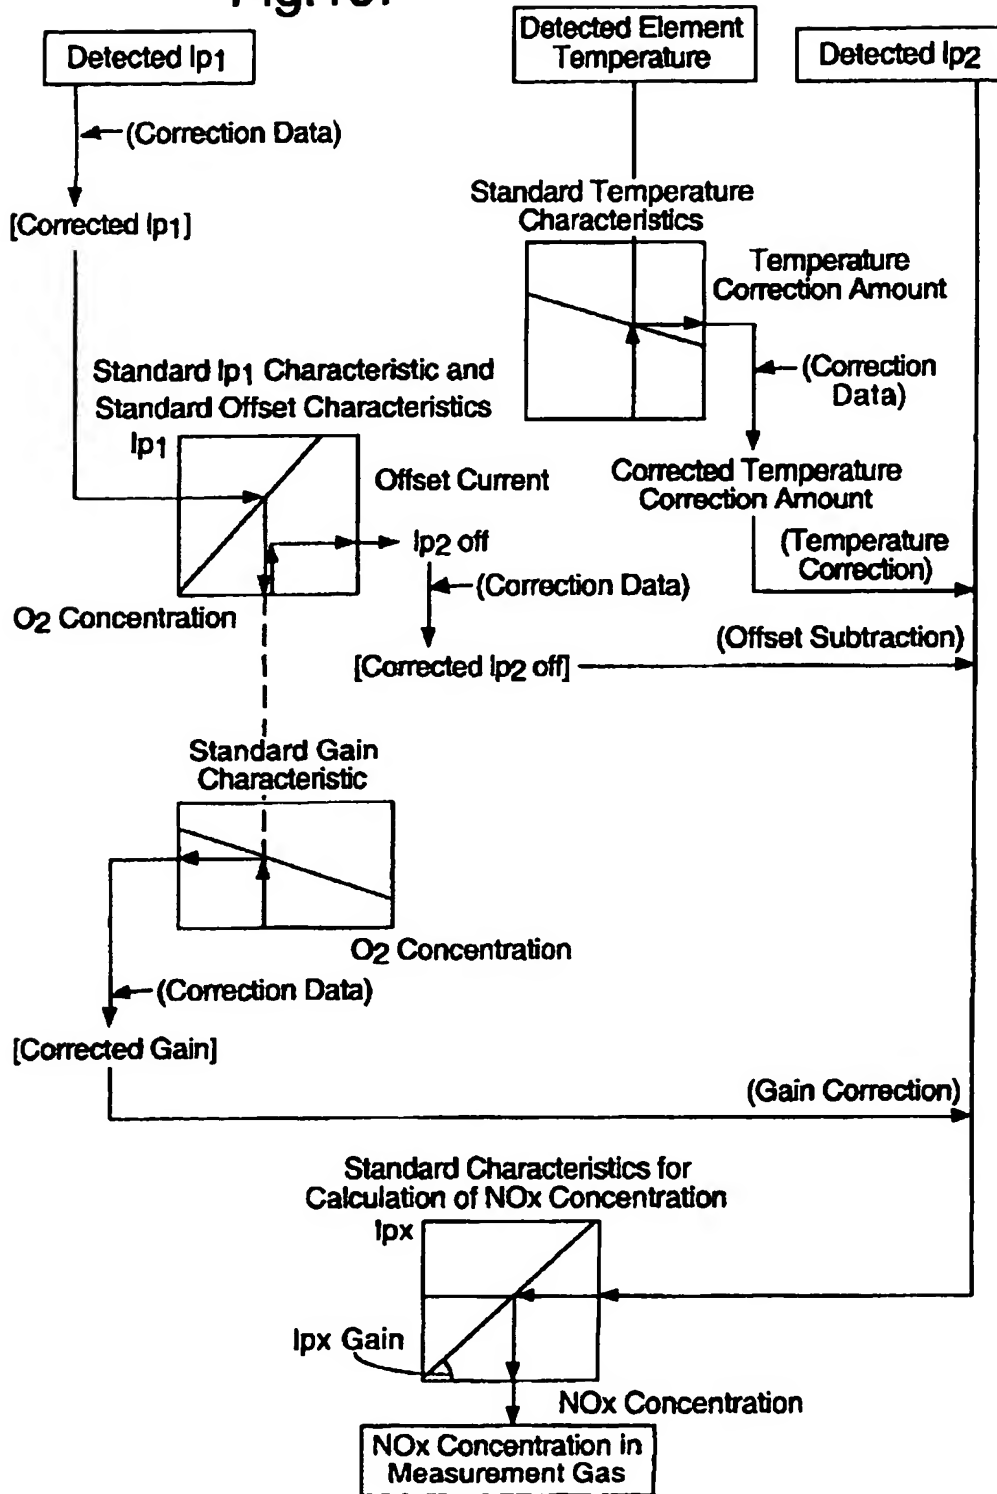 Detected Ip1
Detected Element
Temperature
Detected Ip2
(Correction Data)
[Corrected Ip1]
Standard Temperature
Characteristics
Temperature
Correction Amount
(Correction
Data)
Standard Ip1 Characteristic and
Standard Offset Characteristics
Ip1
Offset Current
Corrected Temperature
Correction Amount
Ip2 off
(Temperature
Correction)
(Correction Data)
O2 Concentration
(Offset Subtraction)
[Corrected Ip2 off]
Standard Gain
Characteristic
O2 Concentration
(Correction Data)
[Corrected Gain]
(Gain Correction)
Standard Characteristics for
Calculation of NOx Concentration
Ipx
Ipx Gain
NOx Concentration
NOx Concentration in
Measurement Gas